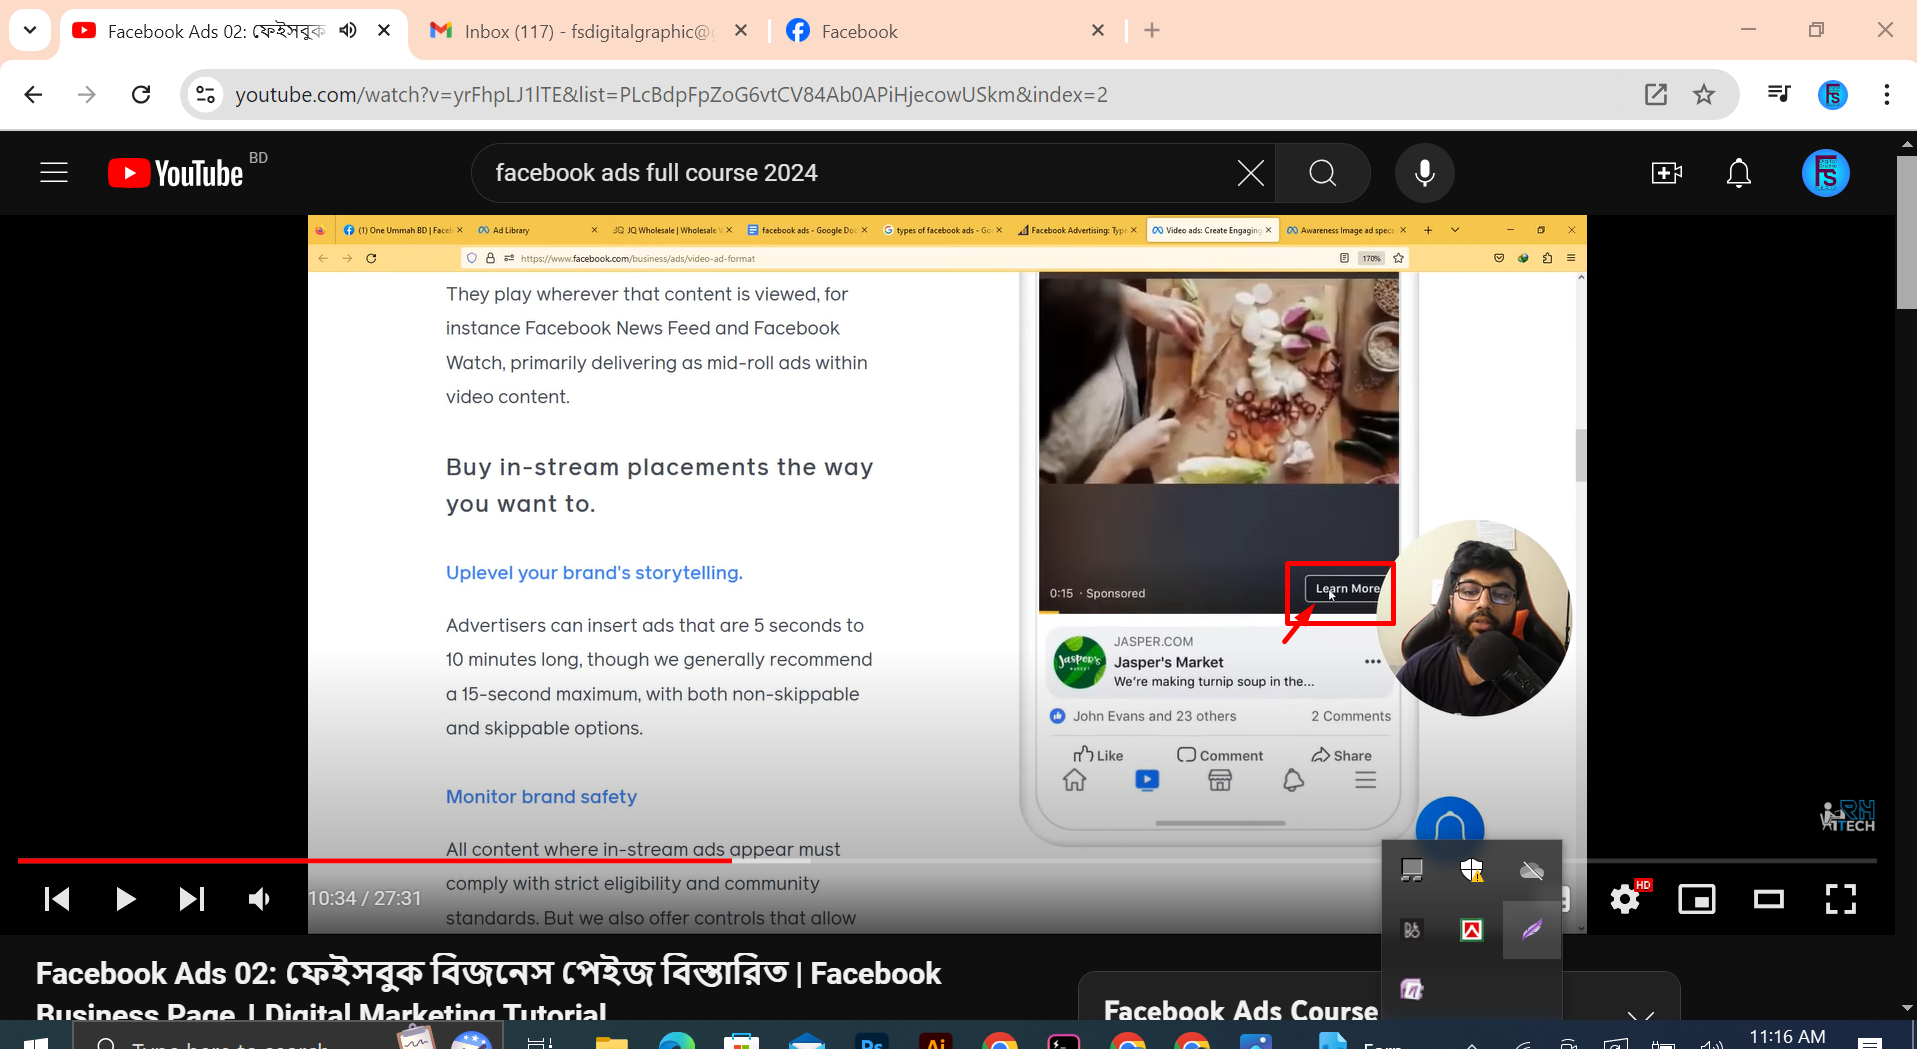 Facebook Ads 02: ফেইসবুক
Inbox (117) - fsdigitalgraphic@
Facebook
youtube.com/watch?v=yrFhpLJ1lTE&list=PLcBdpFpZoG6vtCV84Ab0APiHjecowUSkm&index=2
YouTube BD
facebook ads full course 2024
(1) One Ummah BD | Faceb
Ad Library
JQ Wholesale | Wholesale
facebook ads - Google Doc
types of facebook ads - Go
Facebook Advertising: Type
Video ads: Create Engaging
Awareness Image ad specs
https://www.facebook.com/business/ads/video-ad-format
170%
They play wherever that content is viewed, for
instance Facebook News Feed and Facebook
Watch, primarily delivering as mid-roll ads within
video content.
Buy in-stream placements the way
you want to.
Uplevel your brand's storytelling.
Advertisers can insert ads that are 5 seconds to
10 minutes long, though we generally recommend
a 15-second maximum, with both non-skippable
and skippable options.
Monitor brand safety
All content where in-stream ads appear must
comply with strict eligibility and community
standards. But we also offer controls that allow
0:15 · Sponsored
Learn More
Jasper's
MARKET
JASPER.COM
Jasper's Market
We're making turnip soup in the...
John Evans and 23 others
2 Comments
Like
Comment
Share
RH
TECH
10:34 / 27:31
HD
Facebook Ads 02: ফেইসবুক বিজনেস পেইজ বিস্তারিত | Facebook
Business Page | Digital Marketing Tutorial
Facebook Ads Course
Type here to search
Ps
Ai
Earn
11:16 AM